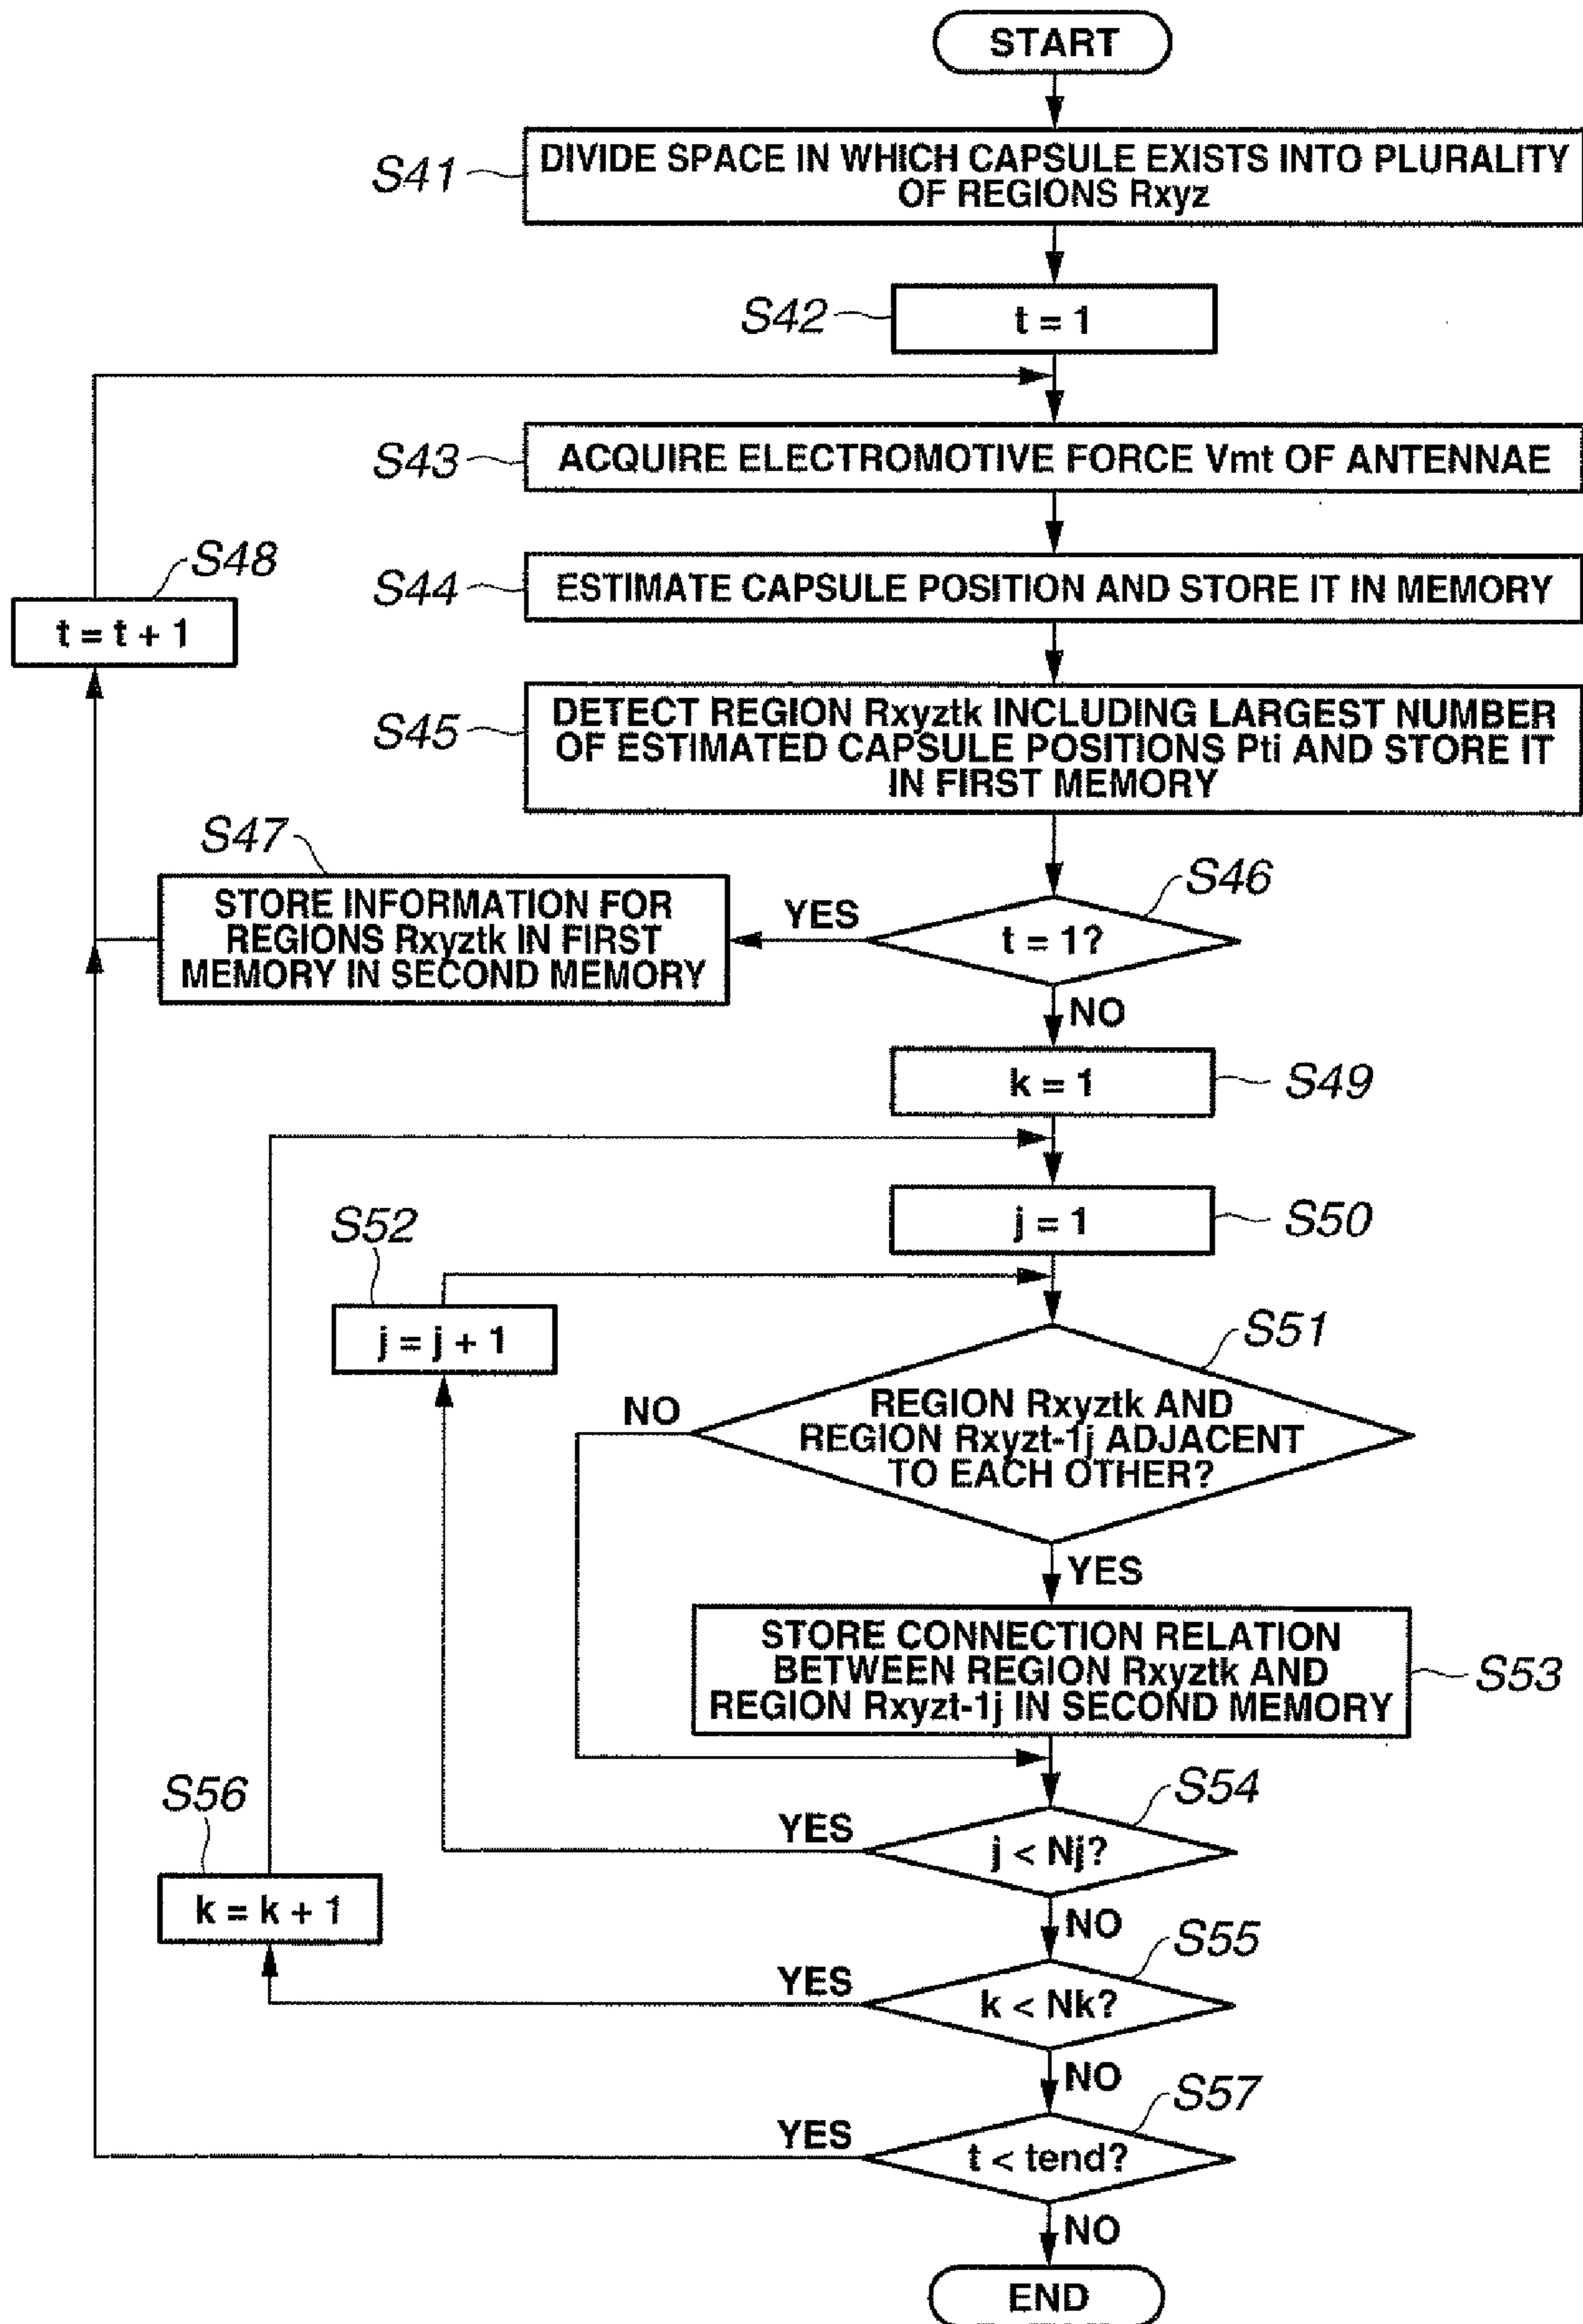 START
S41
DIVIDE SPACE IN WHICH CAPSULE EXISTS INTO PLURALITY
OF REGIONS Rxyz
S42
t = 1
S43
ACQUIRE ELECTROMOTIVE FORCE Vmt OF ANTENNAE
S48
t = t + 1
S44
ESTIMATE CAPSULE POSITION AND STORE IT IN MEMORY
S45
DETECT REGION Rxyztk INCLUDING LARGEST NUMBER
OF ESTIMATED CAPSULE POSITIONS Pti AND STORE IT
IN FIRST MEMORY
S47
STORE INFORMATION FOR
REGIONS Rxyztk IN FIRST
MEMORY IN SECOND MEMORY
YES
S46
t = 1?
NO
k = 1
S49
j = 1
S50
S52
j = j + 1
S51
NO
REGION Rxyztk AND
REGION Rxyzt-1j ADJACENT
TO EACH OTHER?
YES
STORE CONNECTION RELATION
BETWEEN REGION Rxyztk AND
REGION Rxyzt-1j IN SECOND MEMORY
S53
S54
YES
j < Nj?
NO
S56
k = k + 1
S55
YES
k < Nk?
NO
S57
YES
t < tend?
NO
END